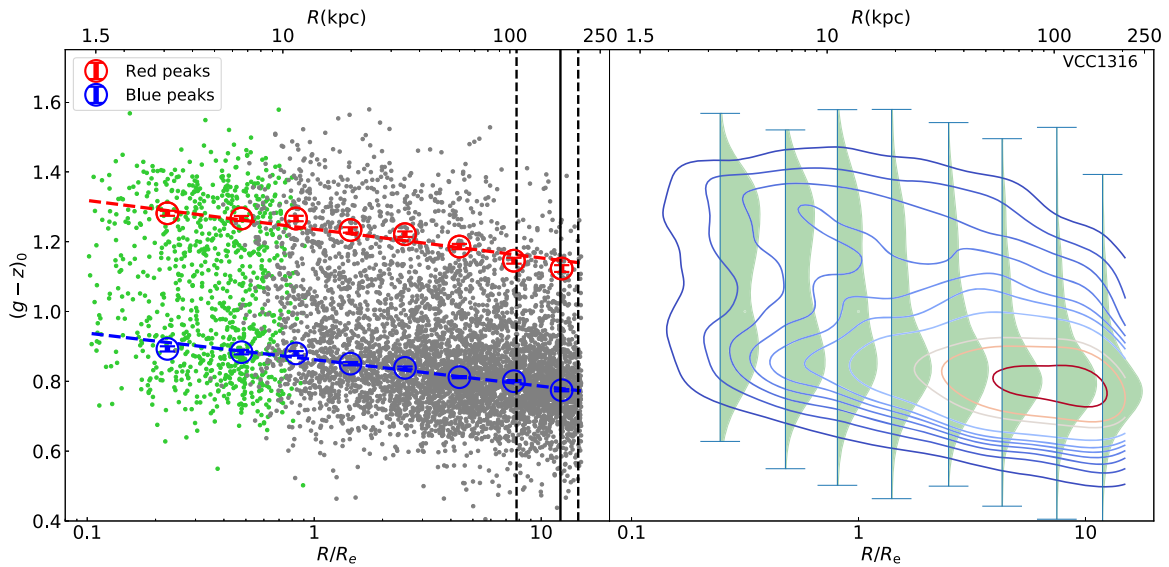 R(kpc)
R(kpc)
1.5 10 100 250
1.5 10 100 250
Red peaks
Blue peaks
VCC1316
1.6
1.4
1.2
1.0
0.8
0.6
0.4
(g − z)₀
0.1 1 10
0.1 1 10
R/Rₑ
R/Rₑ